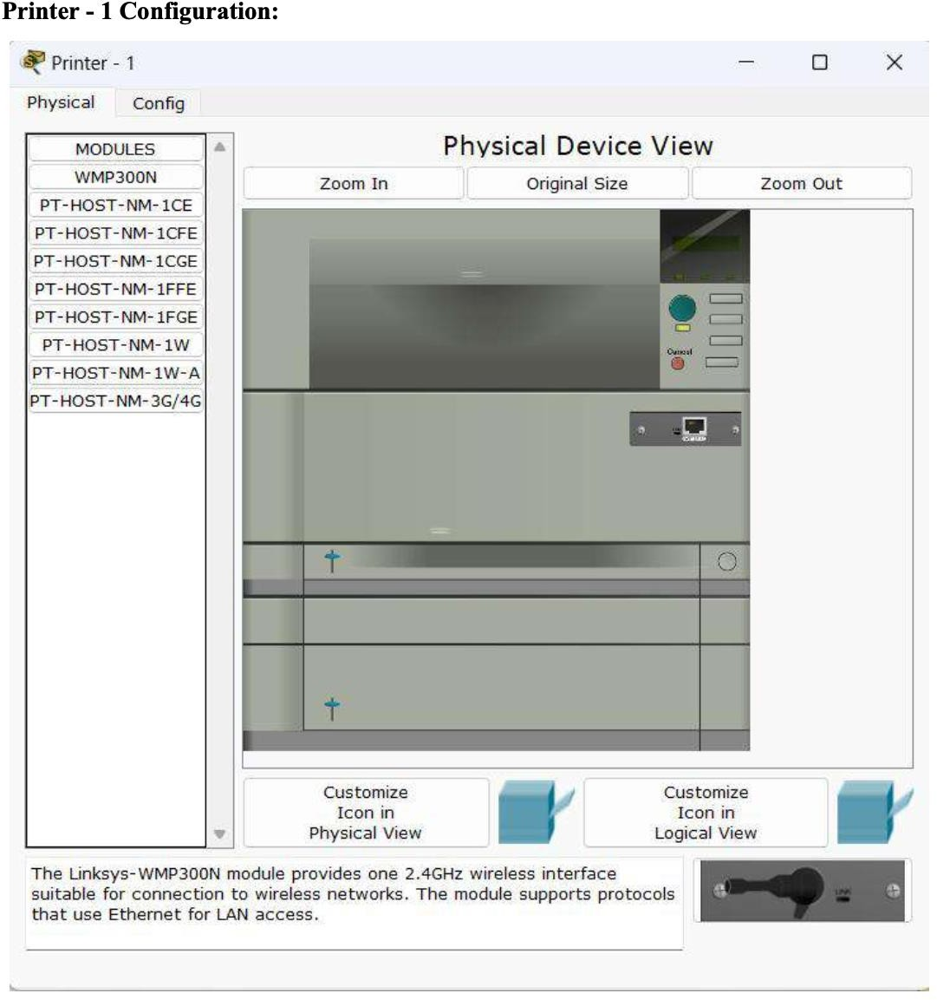 Printer - 1 Configuration:
Printer - 1
Physical
Config
MODULES
WMP300N
PT-HOST-NM-1CE
PT-HOST-NM-1CFE
PT-HOST-NM-1CGE
PT-HOST-NM-1FFE
PT-HOST-NM-1FGE
PT-HOST-NM-1W
PT-HOST-NM-1W-A
PT-HOST-NM-3G/4G
Physical Device View
Zoom In
Original Size
Zoom Out
Cancel
Customize
Icon in
Physical View
Customize
Icon in
Logical View
The Linksys-WMP300N module provides one 2.4GHz wireless interface
suitable for connection to wireless networks. The module supports protocols
that use Ethernet for LAN access.
LINK